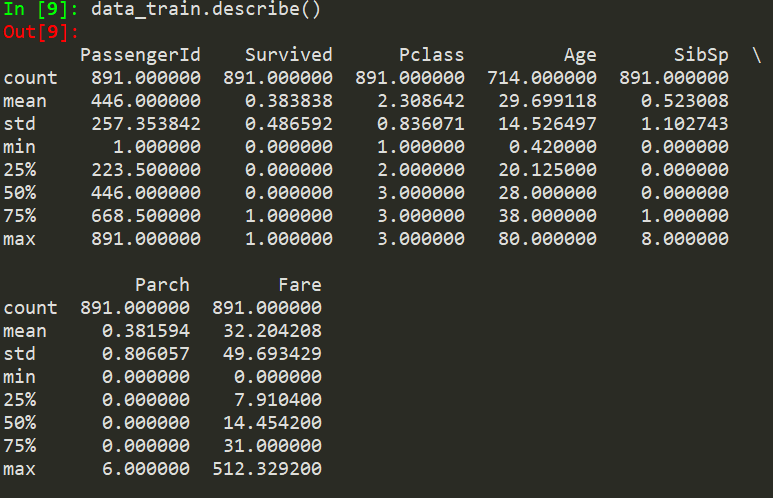 In [9]: data_train.describe()
Out[9]:
       PassengerId    Survived      Pclass         Age       SibSp  \
count   891.000000  891.000000  891.000000  714.000000  891.000000
mean    446.000000    0.383838    2.308642   29.699118    0.523008
std     257.353842    0.486592    0.836071   14.526497    1.102743
min       1.000000    0.000000    1.000000    0.420000    0.000000
25%     223.500000    0.000000    2.000000   20.125000    0.000000
50%     446.000000    0.000000    3.000000   28.000000    0.000000
75%     668.500000    1.000000    3.000000   38.000000    1.000000
max     891.000000    1.000000    3.000000   80.000000    8.000000

            Parch        Fare
count  891.000000  891.000000
mean     0.381594   32.204208
std      0.806057   49.693429
min      0.000000    0.000000
25%      0.000000    7.910400
50%      0.000000   14.454200
75%      0.000000   31.000000
max      6.000000  512.329200